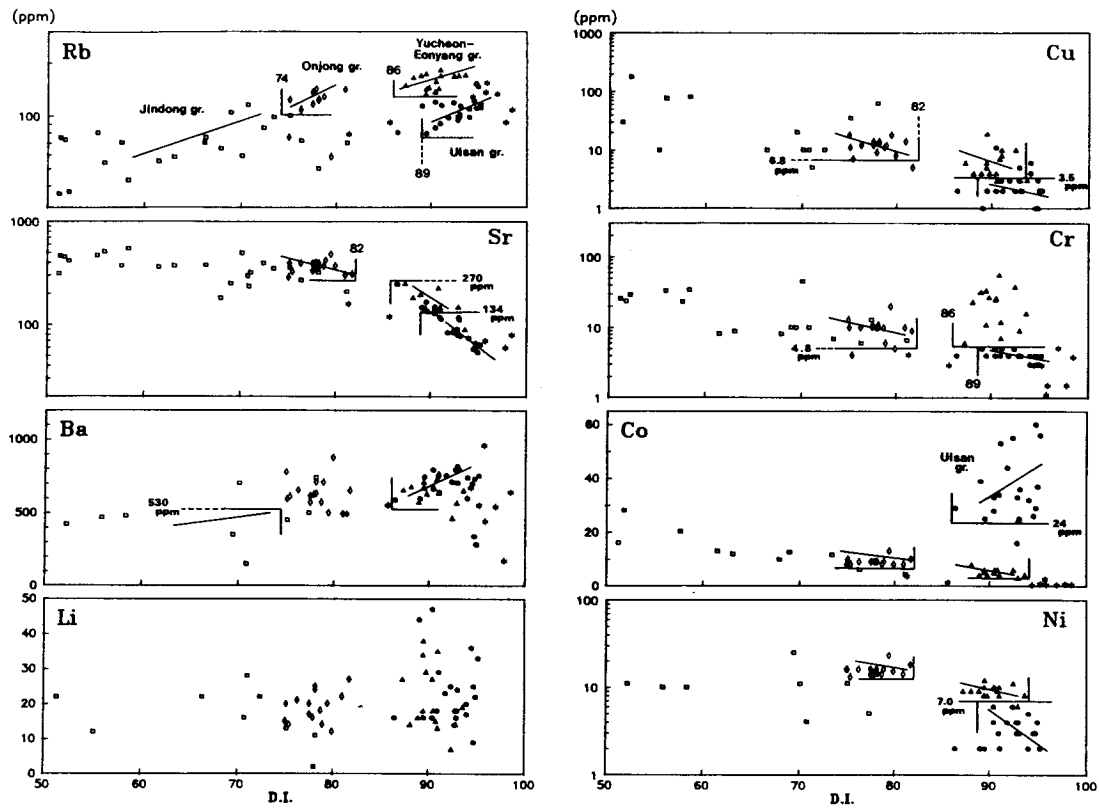 (ppm)
Rb
Yucheon-
Eonyang gr.
Onjong gr.
74
86
Jindong gr.
100
Ulsan gr.
89
1000
Sr
82
270
ppm
134
ppm
100
1000
Ba
530
ppm
500
0
50
Li
40
30
20
10
0
50
60
70
80
90
100
D.I.
(ppm)
1000
Cu
100
82
10
6.8
ppm
3.5
ppm
1
Cr
100
86
10
4.8
ppm
89
1
60
Co
Ulsan
gr.
40
20
24
ppm
0
100
Ni
10
7.0
ppm
1
50
60
70
80
90
100
D.I.